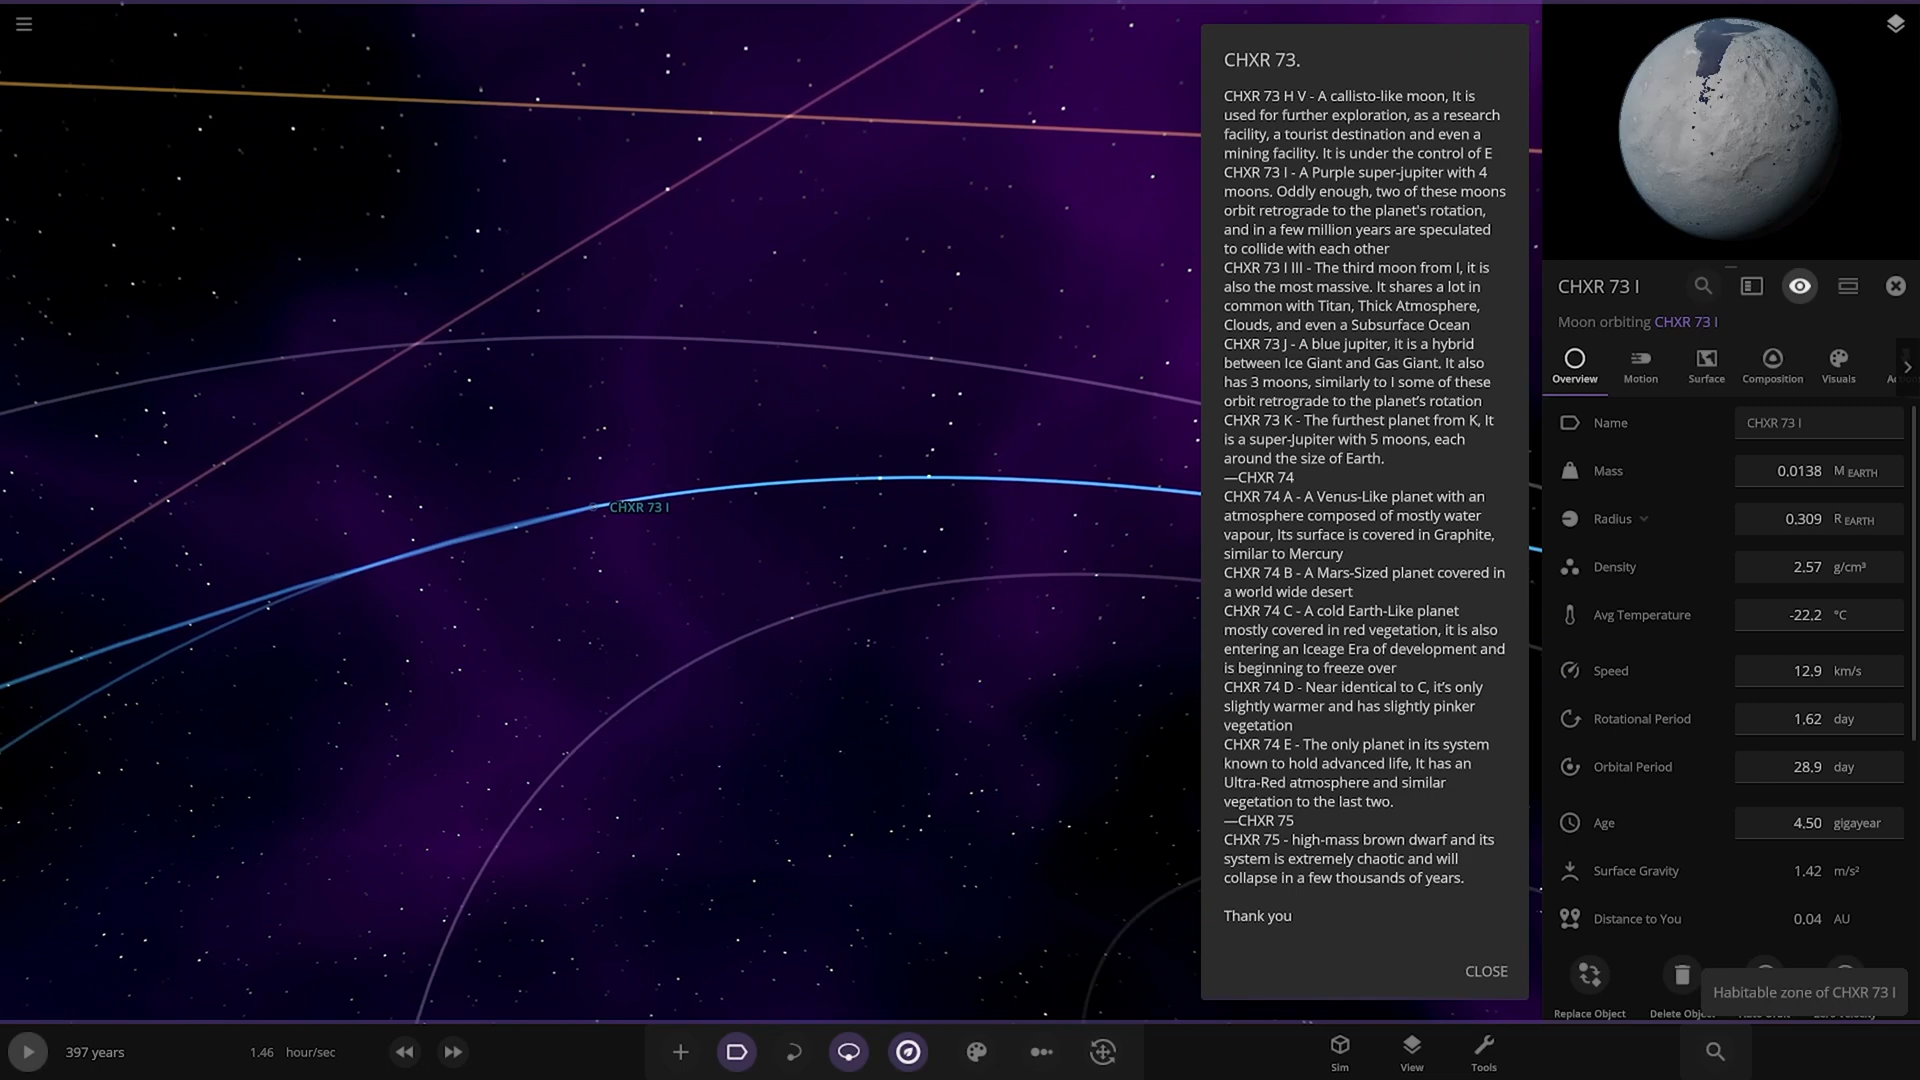 CHXR 73.
CHXR 73 H V - A callisto-like moon, It is
used for further exploration, as a research
facility, a tourist destination and even a
mining facility. It is under the control of E
CHXR 73 I - A Purple super-jupiter with 4
moons. Oddly enough, two of these moons
orbit retrograde to the planet's rotation,
and in a few million years are speculated
to collide with each other
CHXR 73 I III - The third moon from I, it is
also the most massive. It shares a lot in
common with Titan, Thick Atmosphere,
Clouds, and even a Subsurface Ocean
CHXR 73 J - A blue jupiter, it is a hybrid
between Ice Giant and Gas Giant. It also
has 3 moons, similarly to I some of these
orbit retrograde to the planet’s rotation
CHXR 73 K - The furthest planet from K, It
is a super-Jupiter with 5 moons, each
around the size of Earth.
—CHXR 74
CHXR 74 A - A Venus-Like planet with an
atmosphere composed of mostly water
vapour, Its surface is covered in Graphite,
similar to Mercury
CHXR 74 B - A Mars-Sized planet covered in
a world wide desert
CHXR 74 C - A cold Earth-Like planet
mostly covered in red vegetation, it is also
entering an Iceage Era of development and
is beginning to freeze over
CHXR 74 D - Near identical to C, it’s only
slightly warmer and has slightly pinker
vegetation
CHXR 74 E - The only planet in its system
known to hold advanced life, It has an
Ultra-Red atmosphere and similar
vegetation to the last two.
—CHXR 75
CHXR 75 - high-mass brown dwarf and its
system is extremely chaotic and will
collapse in a few thousands of years.
Thank you
CLOSE
CHXR 73 I
CHXR 73 I
Moon orbiting CHXR 73 I
Overview Motion Surface Composition Visuals
Name CHXR 73 I
Mass 0.0138 M EARTH
Radius 0.309 R EARTH
Density 2.57 g/cm³
Avg Temperature -22.2 °C
Speed 12.9 km/s
Rotational Period 1.62 day
Orbital Period 28.9 day
Age 4.50 gigayear
Surface Gravity 1.42 m/s²
Distance to You 0.04 AU
Habitable zone of CHXR 73 I
Replace Object Delete Object
397 years 1.46 hour/sec
Sim View Tools